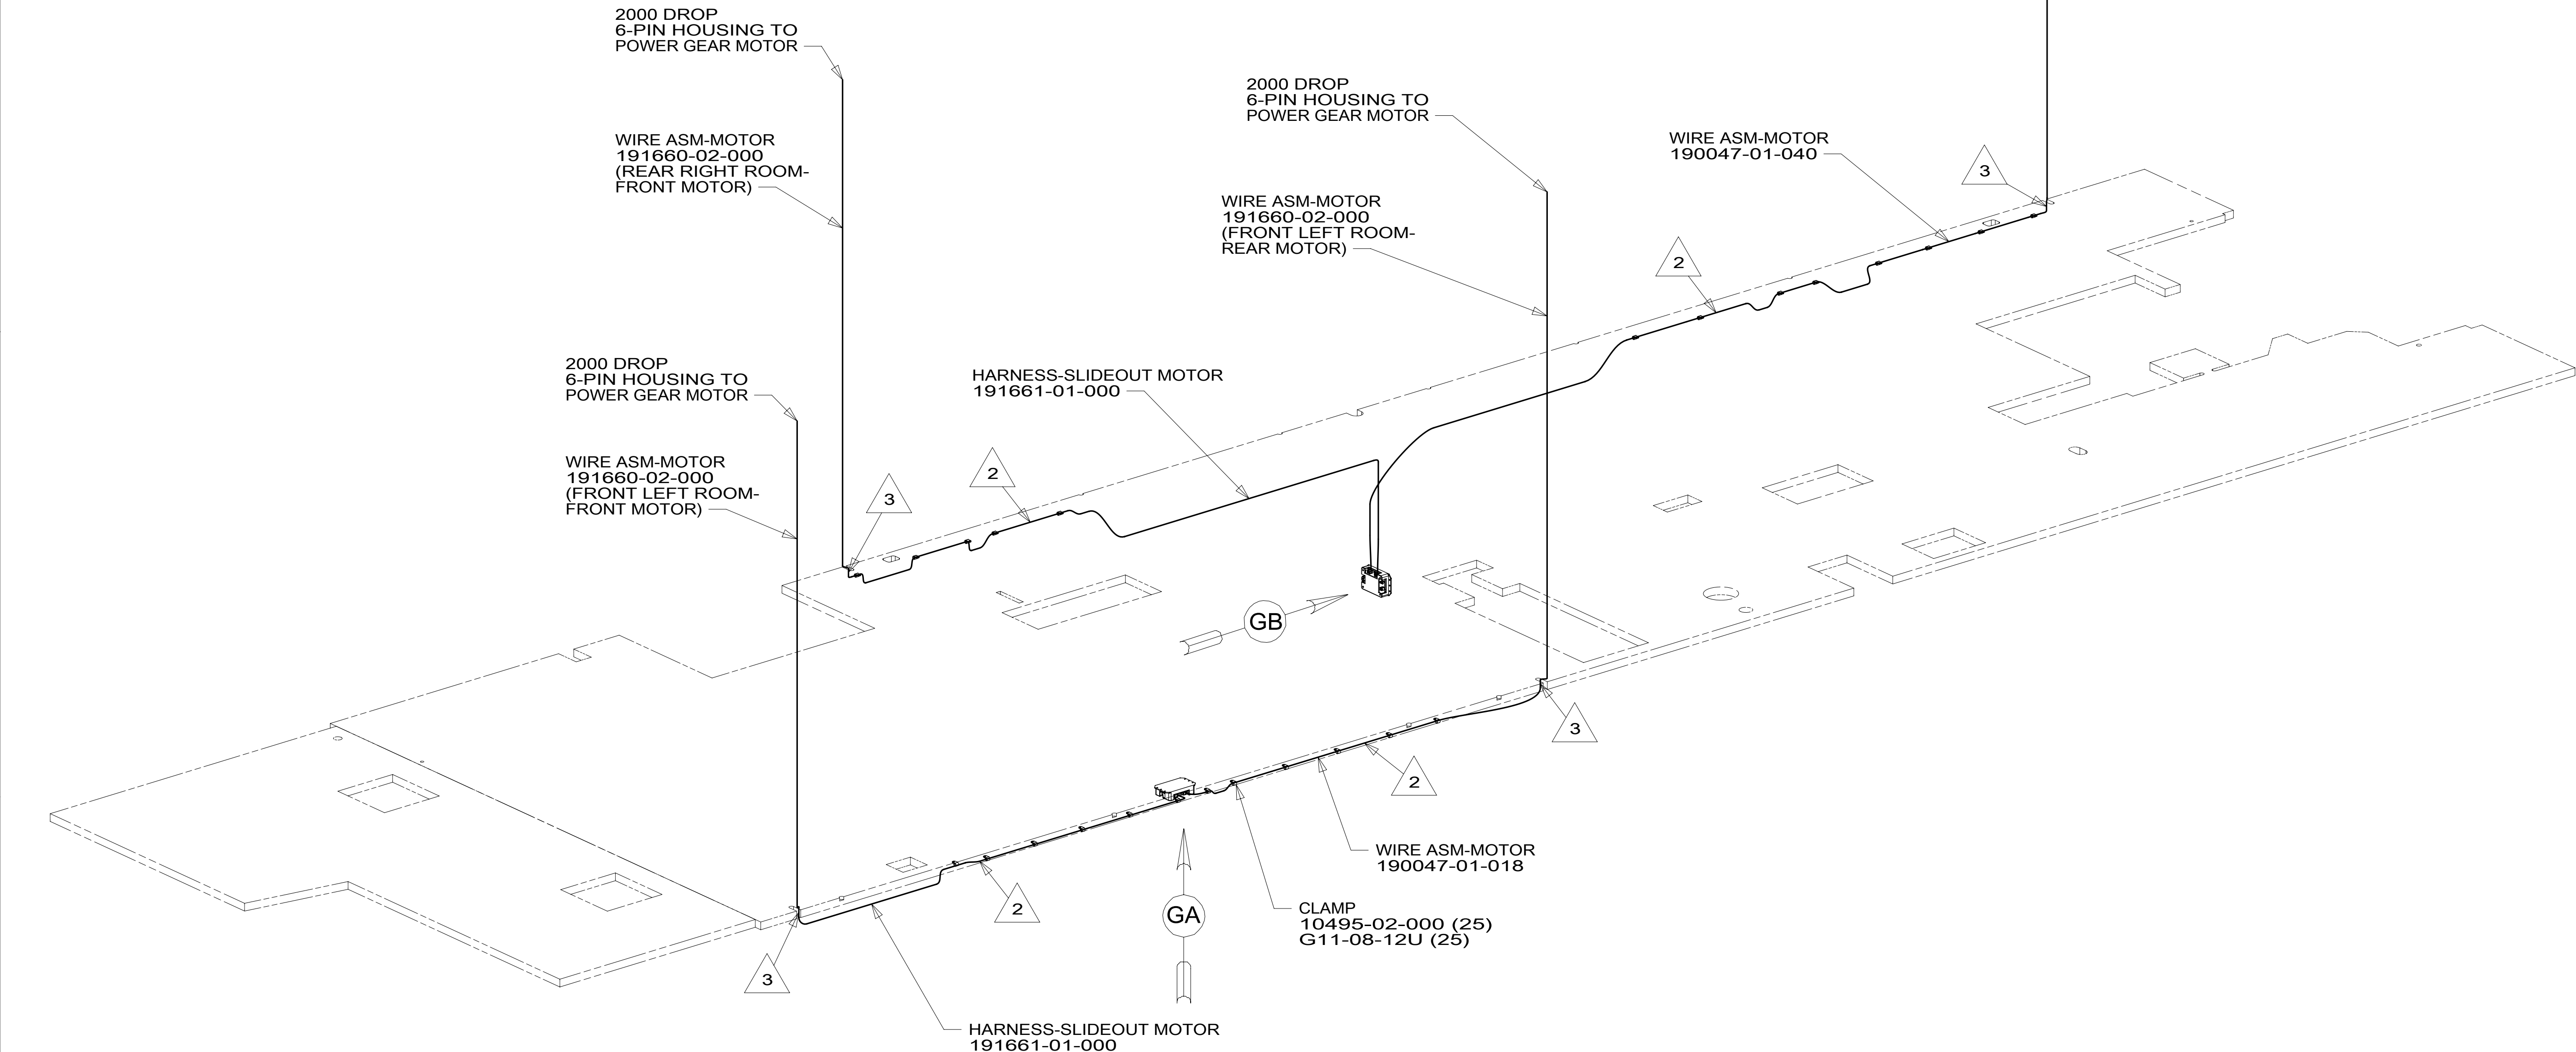 2000 DROP
6-PIN HOUSING TO
POWER GEAR MOTOR
WIRE ASM-MOTOR
191660-02-000
(REAR RIGHT ROOM-
FRONT MOTOR)
2000 DROP
6-PIN HOUSING TO
POWER GEAR MOTOR
WIRE ASM-MOTOR
191660-02-000
(FRONT LEFT ROOM-
REAR MOTOR)
WIRE ASM-MOTOR
190047-01-040
3
2
2000 DROP
6-PIN HOUSING TO
POWER GEAR MOTOR
WIRE ASM-MOTOR
191660-02-000
(FRONT LEFT ROOM-
FRONT MOTOR)
HARNESS-SLIDEOUT MOTOR
191661-01-000
2
3
GB
3
2
WIRE ASM-MOTOR
190047-01-018
2
GA
CLAMP
10495-02-000 (25)
G11-08-12U (25)
3
HARNESS-SLIDEOUT MOTOR
191661-01-000